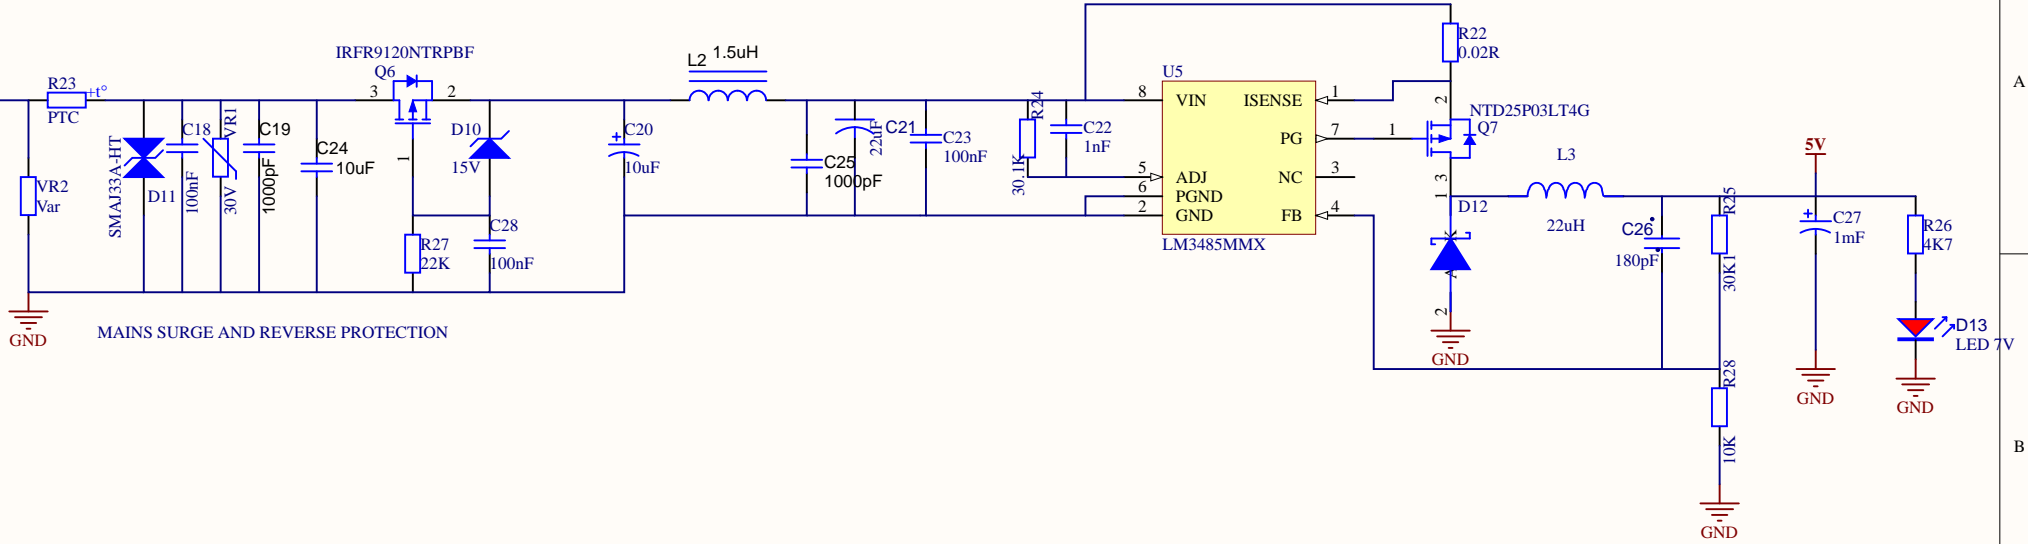 IRFR9120NTRPBF
Q6
3
2
1
R23
+t°
PTC
VR2
Var
GND
SMAJ33A-HT
D11
C18
100nF
VR1
30V
C19
1000pF
C24
10uF
D10
15V
R27
22K
C28
100nF
C20
10uF
MAINS SURGE AND REVERSE PROTECTION
L2
1.5uH
C25
1000pF
22uF
C21
C23
100nF
R24
30.1K
C22
1nF
U5
8
VIN
ISENSE
1
PG
7
5
ADJ
NC
3
6
PGND
2
GND
FB
4
LM3485MMX
R22
0.02R
2
NTD25P03LT4G
Q7
1
3
1
D12
K
A
2
GND
L3
22uH
C26
180pF
R25
30K1
R28
10K
GND
5V
C27
1mF
GND
R26
4K7
D13
LED 7V
GND
A
B